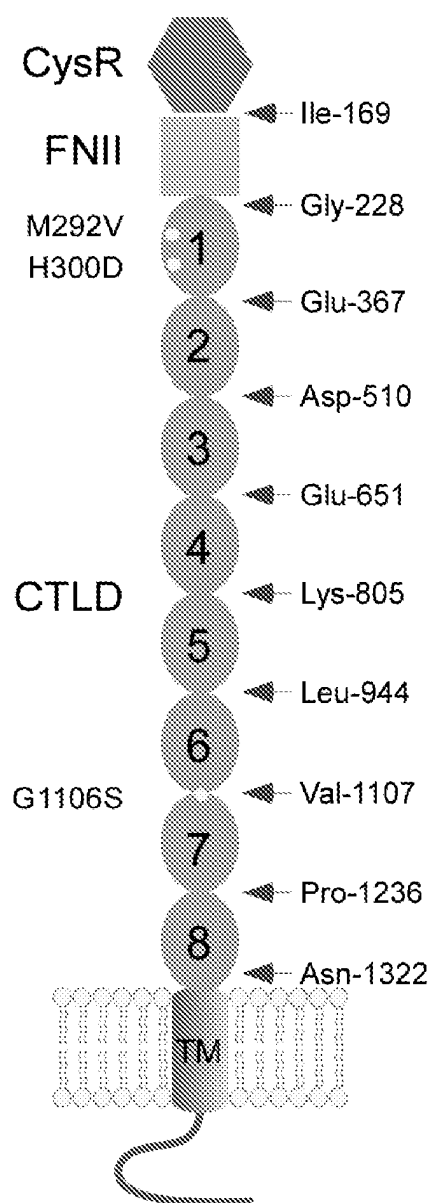 CysR
Ile-169
FNII
Gly-228
M292V
1
H300D
Glu-367
2
Asp-510
3
Glu-651
4
CTLD
Lys-805
5
Leu-944
6
G1106S
Val-1107
7
Pro-1236
8
Asn-1322
TM